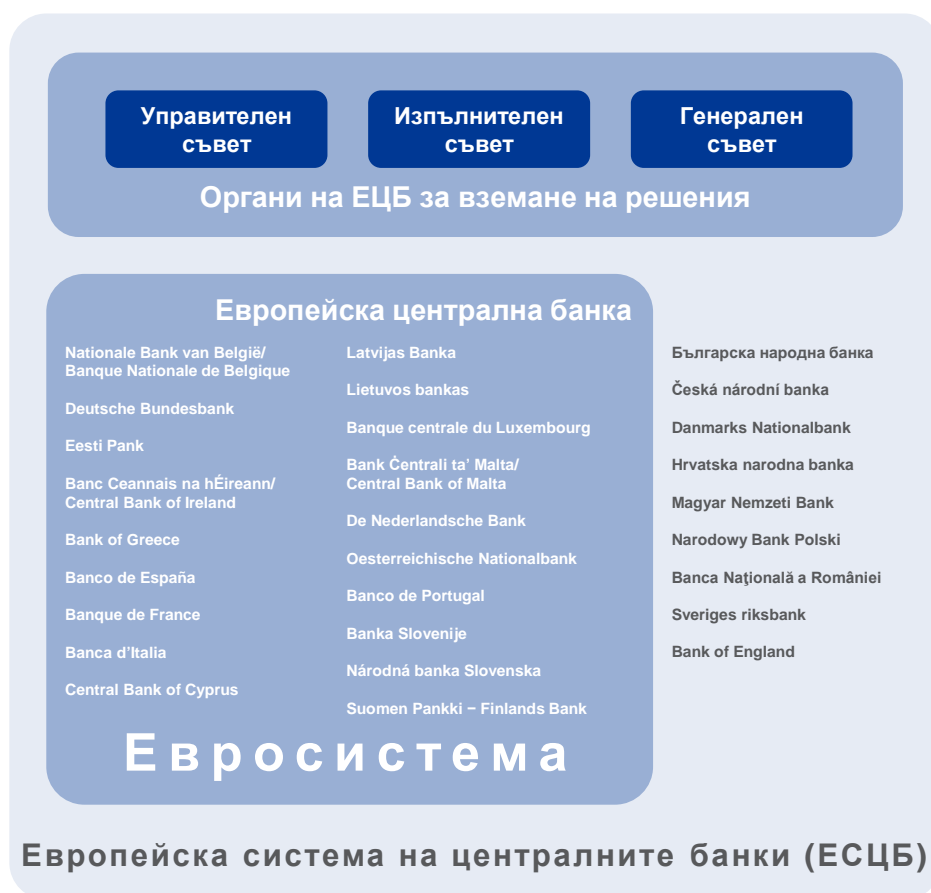 Управителен
съвет
Изпълнителен
съвет
Генерален
съвет
Органи на ЕЦБ за вземане на решения
Европейска централна банка
Nationale Bank van België/
Banque Nationale de Belgique
Deutsche Bundesbank
Eesti Pank
Banc Ceannais na hÉireann/
Central Bank of Ireland
Bank of Greece
Banco de España
Banque de France
Banca d’Italia
Central Bank of Cyprus
Latvijas Banka
Lietuvos bankas
Banque centrale du Luxembourg
Bank Ċentrali ta’ Malta/
Central Bank of Malta
De Nederlandsche Bank
Oesterreichische Nationalbank
Banco de Portugal
Banka Slovenije
Národná banka Slovenska
Suomen Pankki − Finlands Bank
Българска народна банка
Česká národní banka
Danmarks Nationalbank
Hrvatska narodna banka
Magyar Nemzeti Bank
Narodowy Bank Polski
Banca Naţională a României
Sveriges riksbank
Bank of England
Евросистема
Европейска система на централните банки (ЕСЦБ)